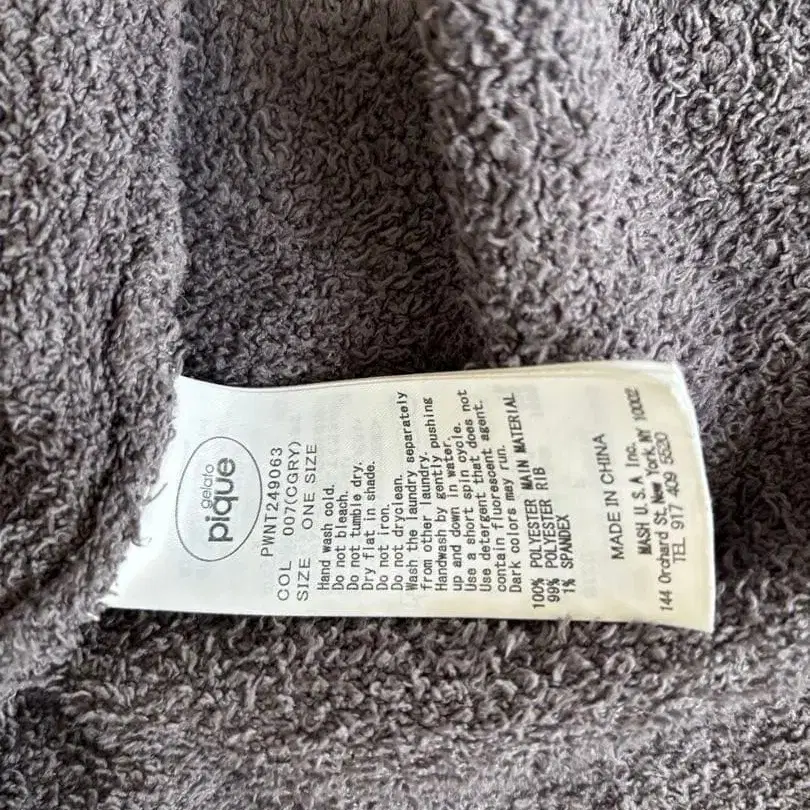 gelato
pique
PWNT249063
COL 007(CGRY)
SIZE ONE SIZE
Hand wash cold.
Do not bleach.
Do not tumble dry.
Dry flat in shade.
Do not iron.
Do not dryclean.
Wash the laundry separately
from other laundry.
Handwash by gently pushing
up and down in water.
Use a short spin cycle.
Use detergent that does not
contain fluorescent agent.
Dark colors may run.
100% POLYESTER MAIN MATERIAL
99% POLYESTER RIB
1% SPANDEX
MADE IN CHINA
MASH U.S.A Inc.
144 Orchard St, New York, NY 10002
TEL 917 409 5520